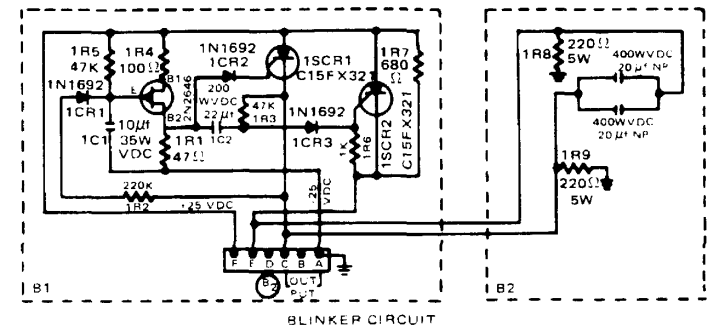 1R5
47K
1R4
100Ω
1N1692
1CR2
1SCR1
C15FX321
1R7
680
Ω
1N1692
1CR1
E
B1
B2
2N2646
200
WVDC
22µf
1C2
47K
1R3
1N1692
1CR3
1K
1R6
1SCR2
C15FX321
1C1
10µf
35W
VDC
1R1
47Ω
220K
1R2
+25 VDC
+25
VDC
F E D C B A
B2
OUT
PUT
B1
1R8
220Ω
5W
400WVDC
20µf NP
400WVDC
20µf NP
1R9
220Ω
5W
B2
BLINKER CIRCUIT